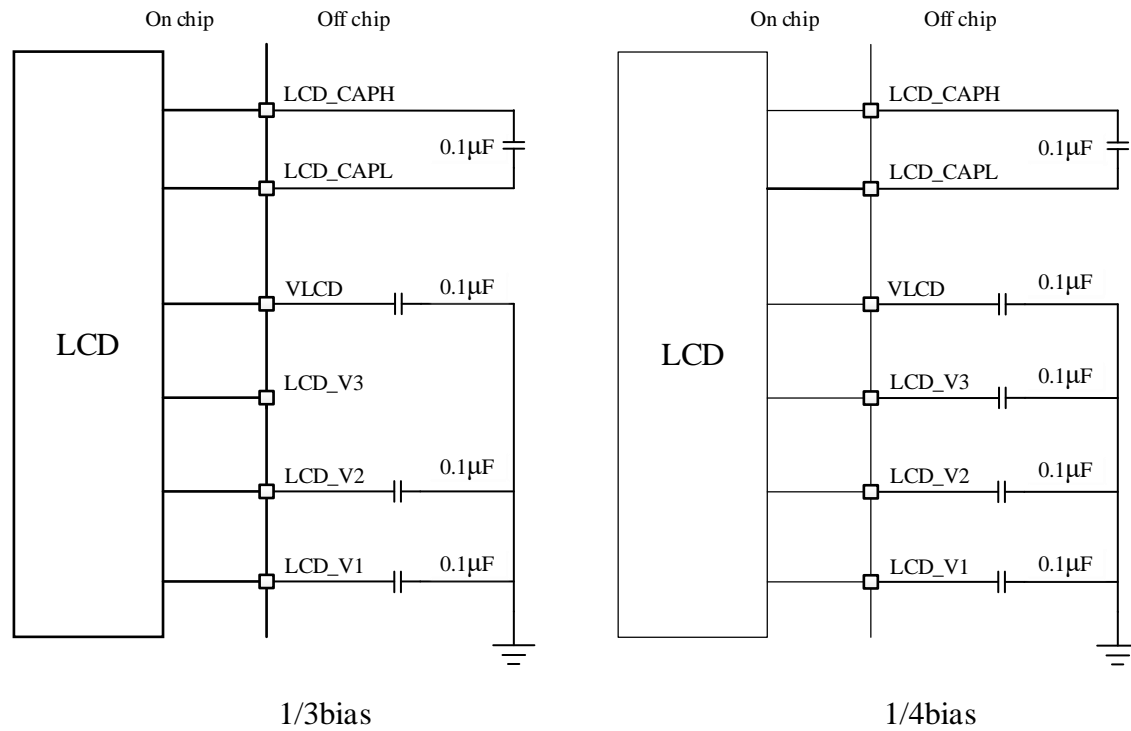 On chip
Off chip
LCD_CAPH
0.1μF
LCD_CAPL
VLCD
0.1μF
LCD
LCD_V3
LCD_V2
0.1μF
LCD_V1
0.1μF
1/3bias
On chip
Off chip
LCD_CAPH
0.1μF
LCD_CAPL
VLCD
0.1μF
LCD
LCD_V3
0.1μF
LCD_V2
0.1μF
LCD_V1
0.1μF
1/4bias